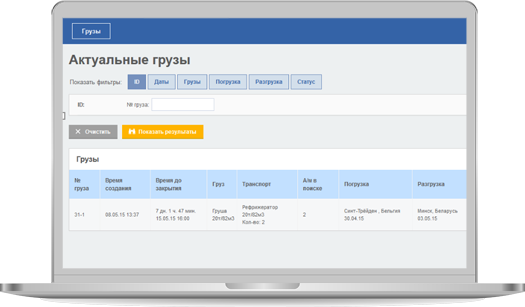 Грузы
Актуальные грузы
Показать фильтры: ID Даты Грузы Погрузка Разгрузка Статус
ID: № груза:
Очистить Показать результаты
Грузы
№ груза Время создания Время до закрытия Груз Транспорт А/м в поиске Погрузка Разгрузка
31-1 08.05.15 13:37 7 дн. 1 ч. 47 мин. 15.05.15 16:00 Груша 20т/82м3 Рефрижератор 20т/82м3 Кол-во: 2 2 Сент-Трёйден , Бельгия 30.04.15 Минск, Беларусь 03.05.15